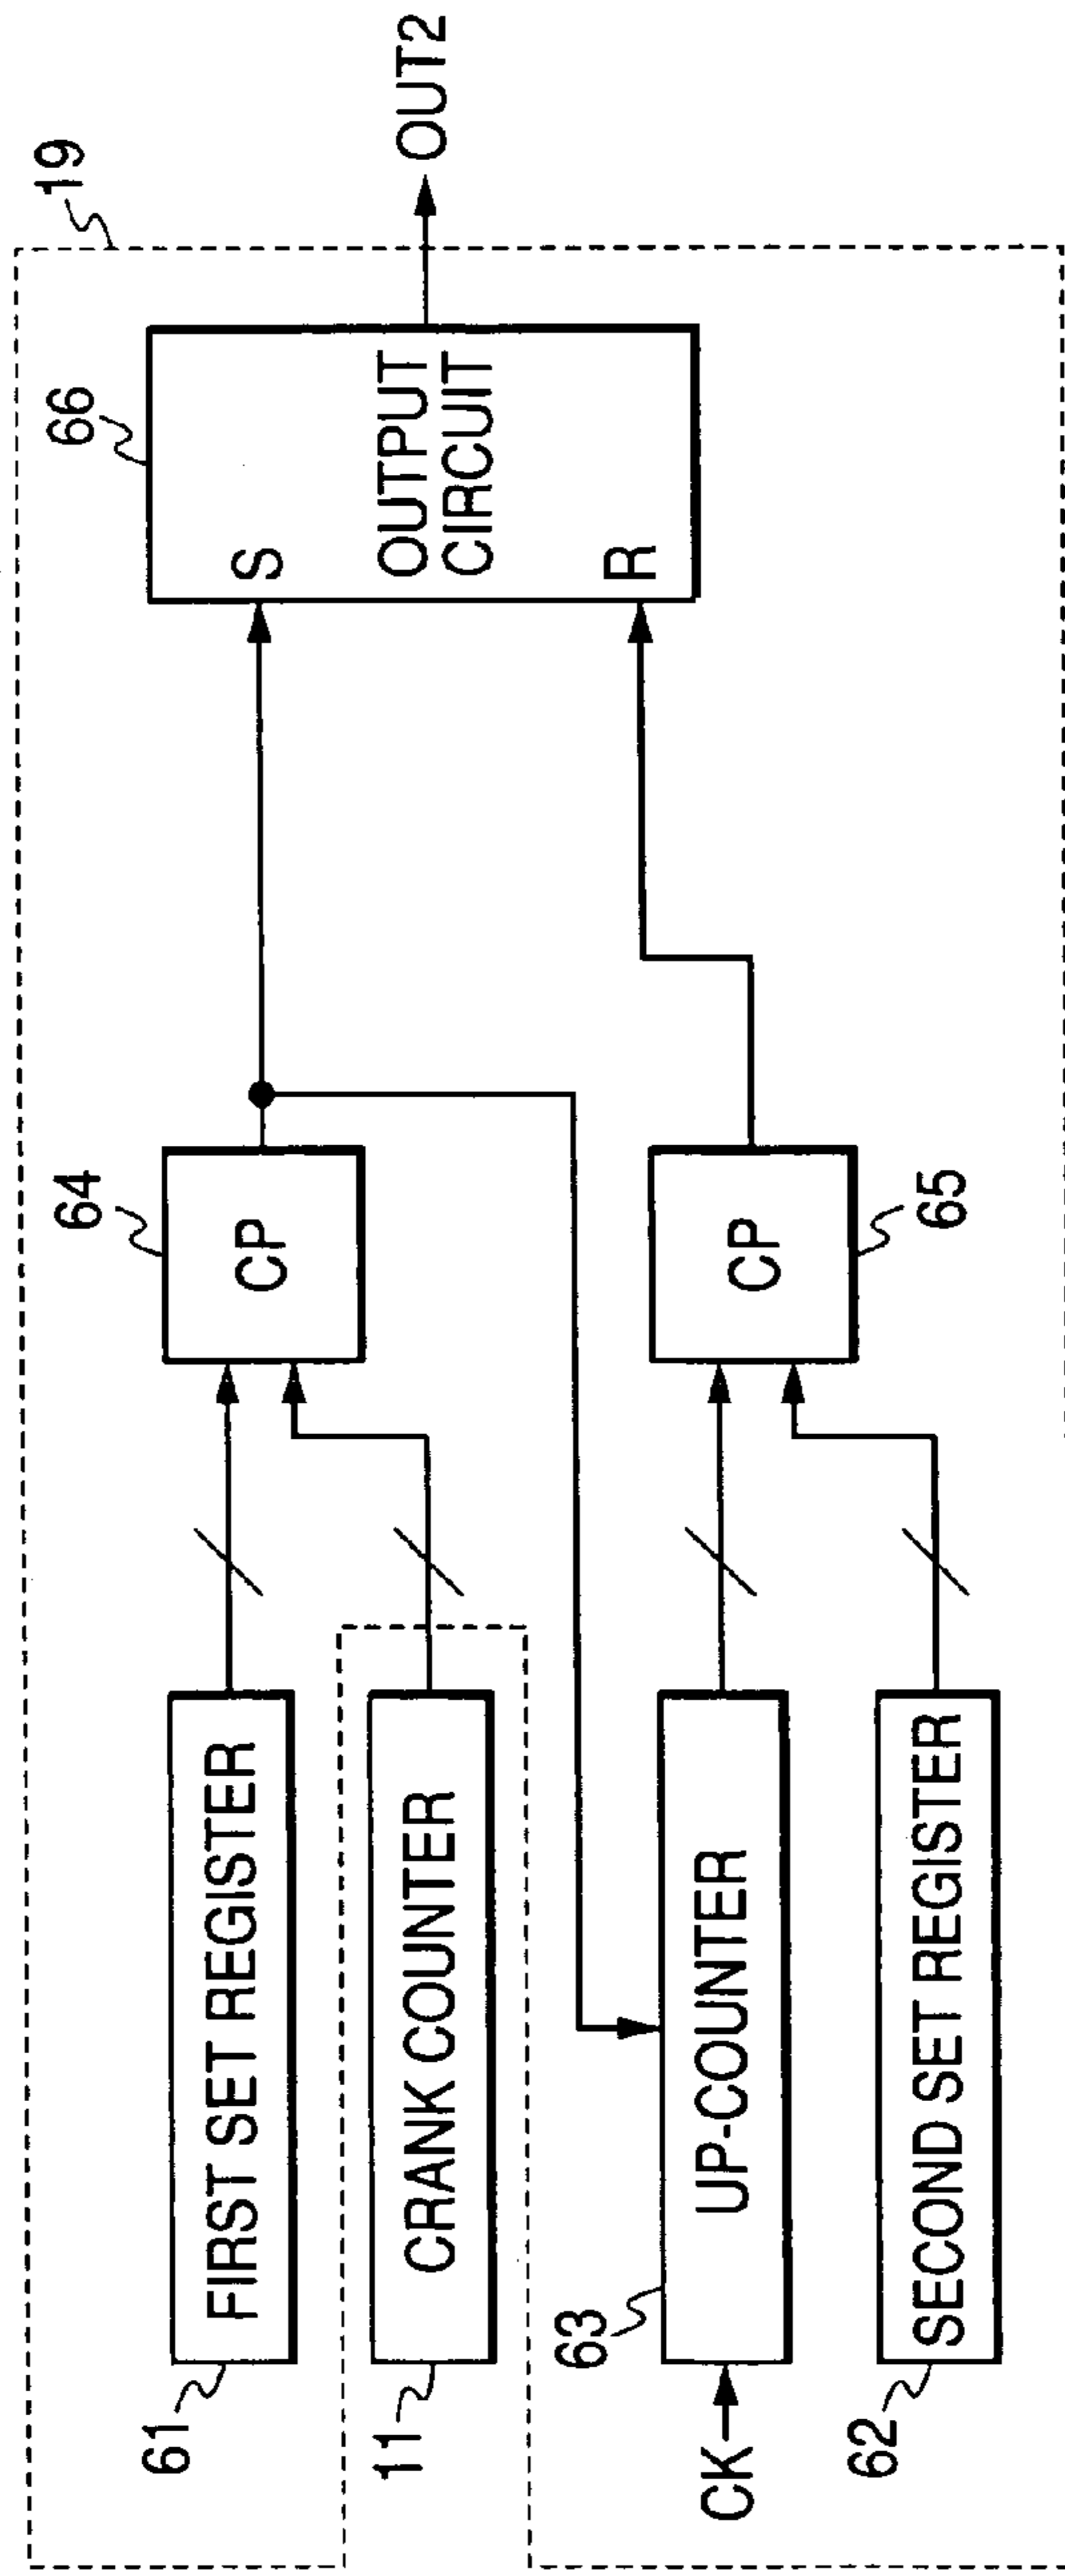 19
66
S
OUTPUT
CIRCUIT
R
OUT2
64
CP
CP
65
61
FIRST SET REGISTER
11
CRANK COUNTER
63
UP-COUNTER
CK
62
SECOND SET REGISTER